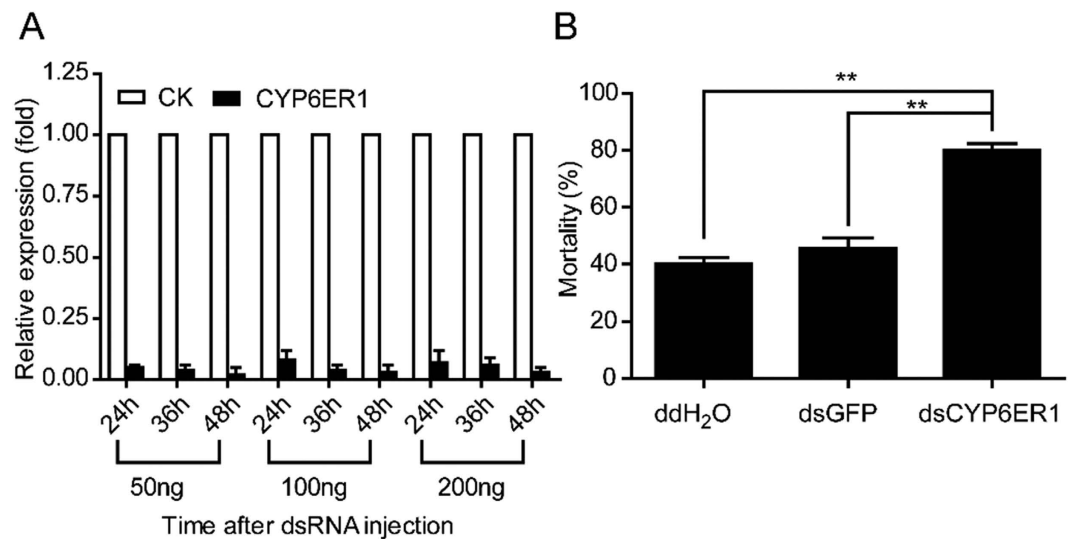 A
Relative expression (fold)
1.25
1.00
0.75
0.50
0.25
0.00
CK CYP6ER1
24h 36h 48h 24h 36h 48h 24h 36h 48h
50ng 100ng 200ng
Time after dsRNA injection
B
Mortality (%)
100
80
60
40
20
0
**
**
ddH₂O dsGFP dsCYP6ER1